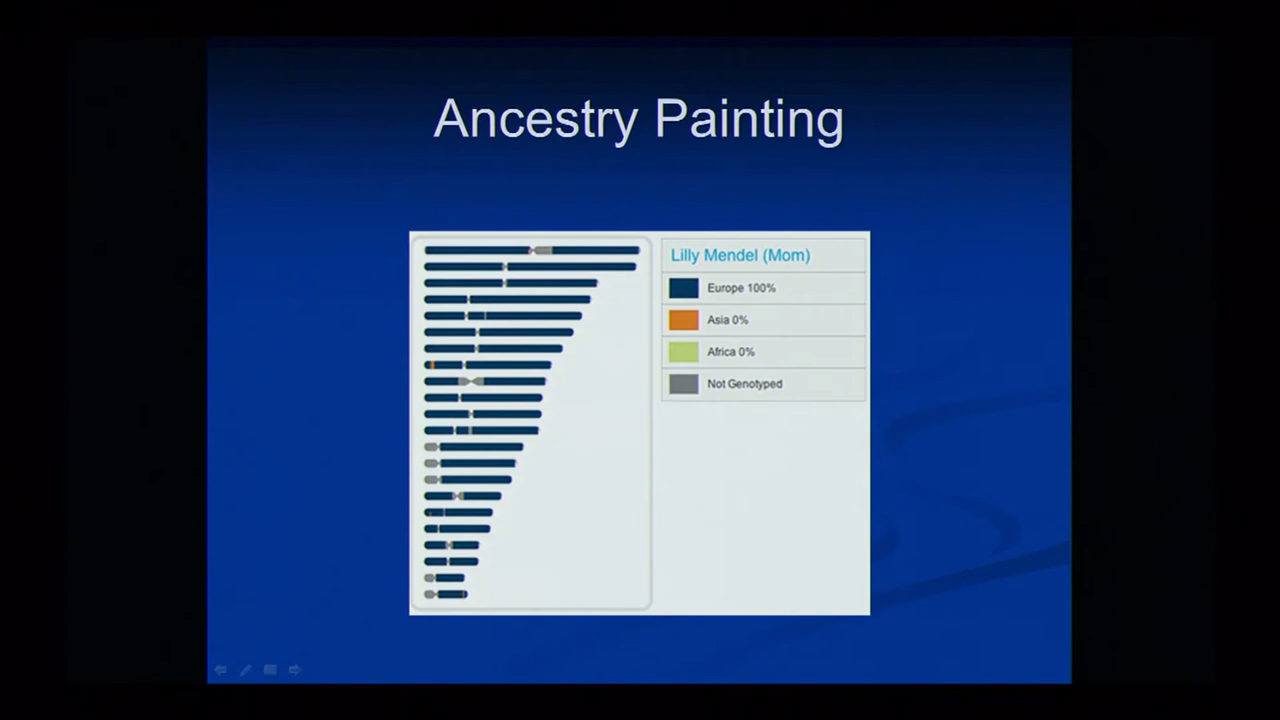 Ancestry Painting
Lilly Mendel (Mom)
Europe 100%
Asia 0%
Africa 0%
Not Genotyped